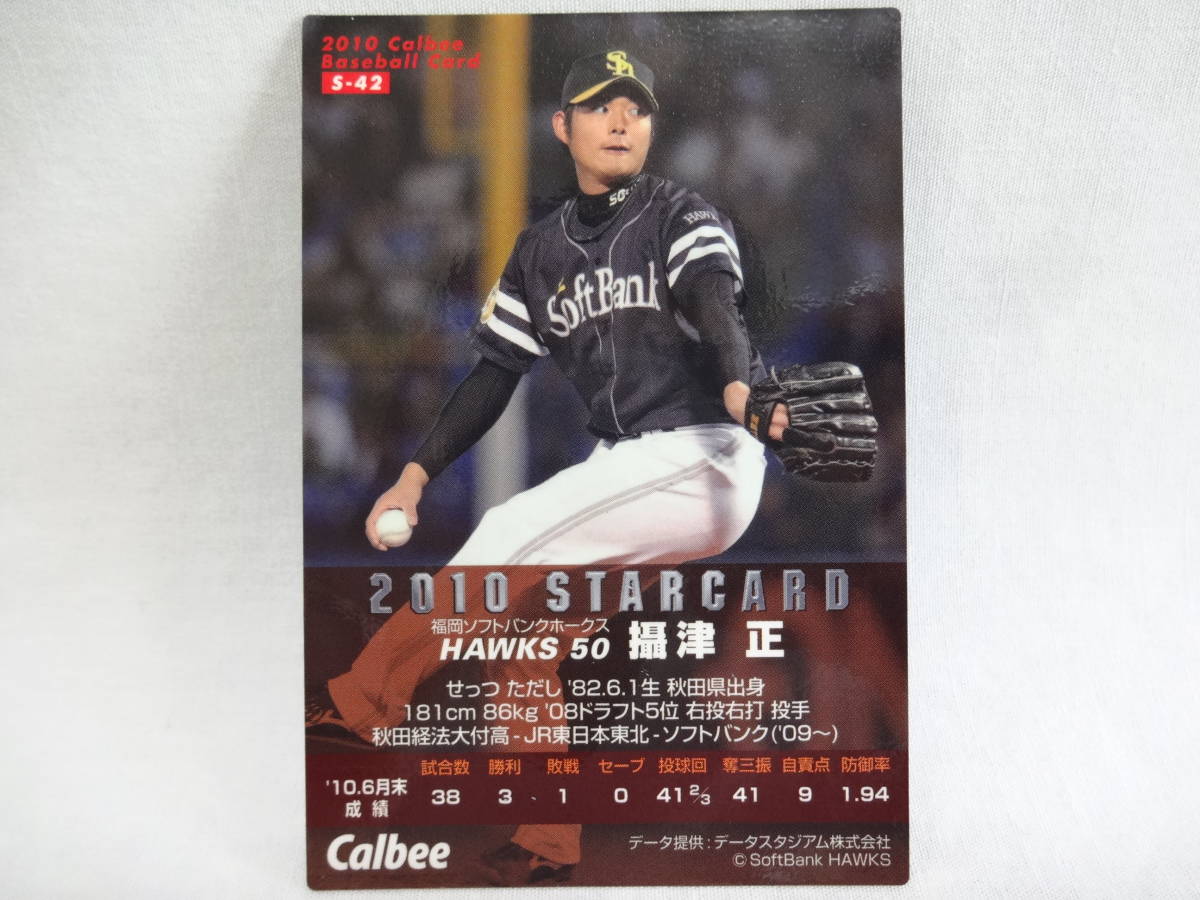 2010 Calbee
Baseball Card
S-42
SoftBank
2010 STARCARD
福岡ソフトバンクホークス
HAWKS 50 攝津 正
せっつ ただし '82.6.1生 秋田県出身
181cm 86kg '08ドラフト5位 右投右打 投手
秋田経法大付高-JR東日本東北-ソフトバンク('09〜)
試合数 勝利 敗戦 セーブ 投球回 奪三振 自責点 防御率
'10.6月末成績 38 3 1 0 41 2/3 41 9 1.94
Calbee
データ提供:データスタジアム株式会社
©SoftBank HAWKS